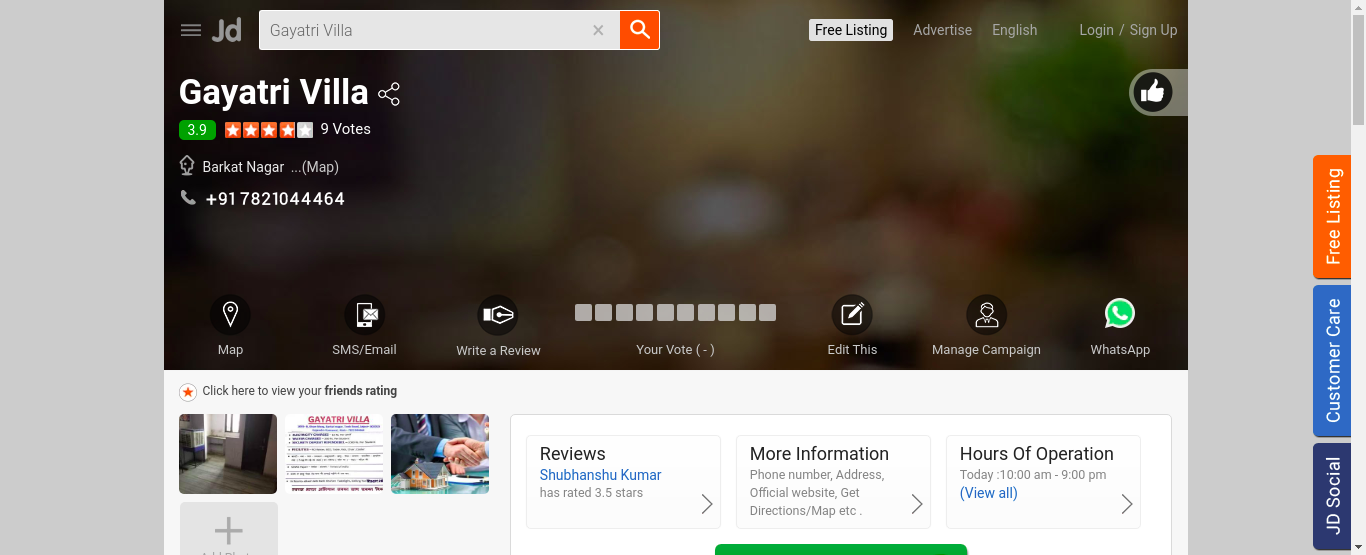 Jd
Gayatri Villa
Free Listing
Advertise
English
Login / Sign Up
Gayatri Villa
3.9
9 Votes
Barkat Nagar ...(Map)
+91 7821044464
Map
SMS/Email
Write a Review
Your Vote ( - )
Edit This
Manage Campaign
WhatsApp
Free Listing
Customer Care
JD Social
Click here to view your friends rating
GAYATRI VILLA
Reviews
Shubhanshu Kumar
has rated 3.5 stars
More Information
Phone number, Address,
Official website, Get
Directions/Map etc .
Hours Of Operation
Today :10:00 am - 9:00 pm
(View all)